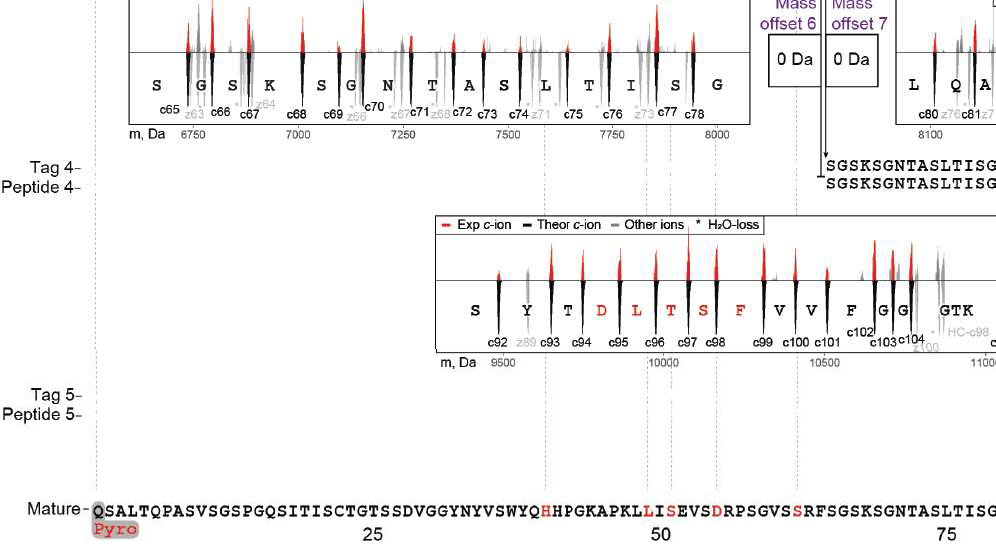 Mass offset 6
Mass offset 7
0 Da
0 Da
S G S K S G N T A S L T I S G
L Q A
c65 z63 c66 c67 z64 c68 c69 z66 c70 z67 c71 z68 c72 c73 c74 z71 c75 c76 z73 c77 c78
c80 z76 c81
m, Da 6750 7000 7250 7500 7750 8000
8100
Tag 4-
SGSKSGNTASLTISG
Peptide 4-
SGSKSGNTASLTISG
Exp c-ion Theor c-ion Other ions * H₂O-loss
S Y T D L T S F V V F G G GTK
c92 z89 c93 c94 c95 c96 c97 c98 c99 c100 c101 c102 c103 c104 z100 HC-c98
m, Da 9500 10000 10500 11000
Tag 5-
Peptide 5-
Mature- QSALTQPASVSGSPGQSITISCTGTSSDVGGYNYVSWYQHHPGKAPKLLISEVSDRPSGVSSRFSGSKSGNTASLTISG
Pyro
25 50 75